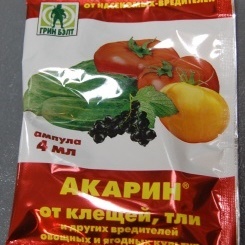 ОТ НАСЕКОМЫХ-ВРЕДИТЕЛЕЙ
ГРИН БЭЛТ
ампула
4 мл
АКАРИН®
от клещей, тли
и других вредителей
овощных и ягодных культур